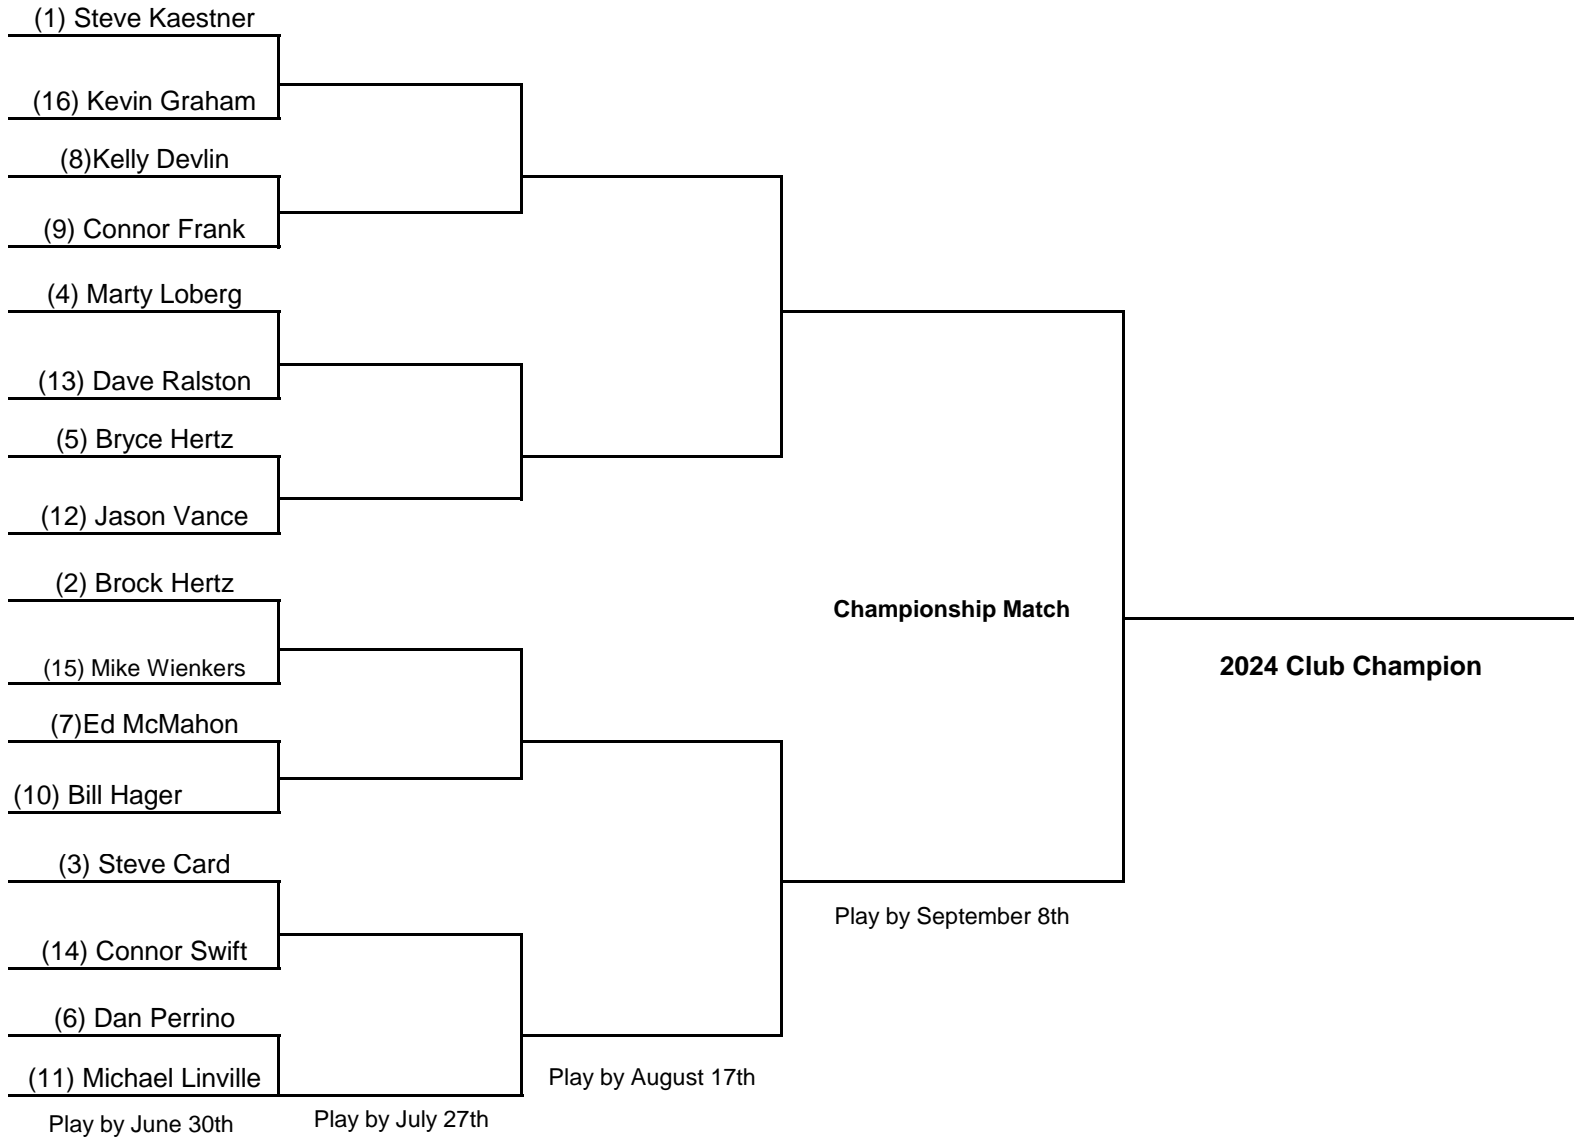 (1) Steve Kaestner
(16) Kevin Graham
(8)Kelly Devlin
(9) Connor Frank
(4) Marty Loberg
(13) Dave Ralston
(5) Bryce Hertz
(12) Jason Vance
(2) Brock Hertz
(15) Mike Wienkers
(7)Ed McMahon
(10) Bill Hager
(3) Steve Card
(14) Connor Swift
(6) Dan Perrino
(11) Michael Linville
Play by June 30th
Play by July 27th
Play by August 17th
Championship Match
Play by September 8th
2024 Club Champion